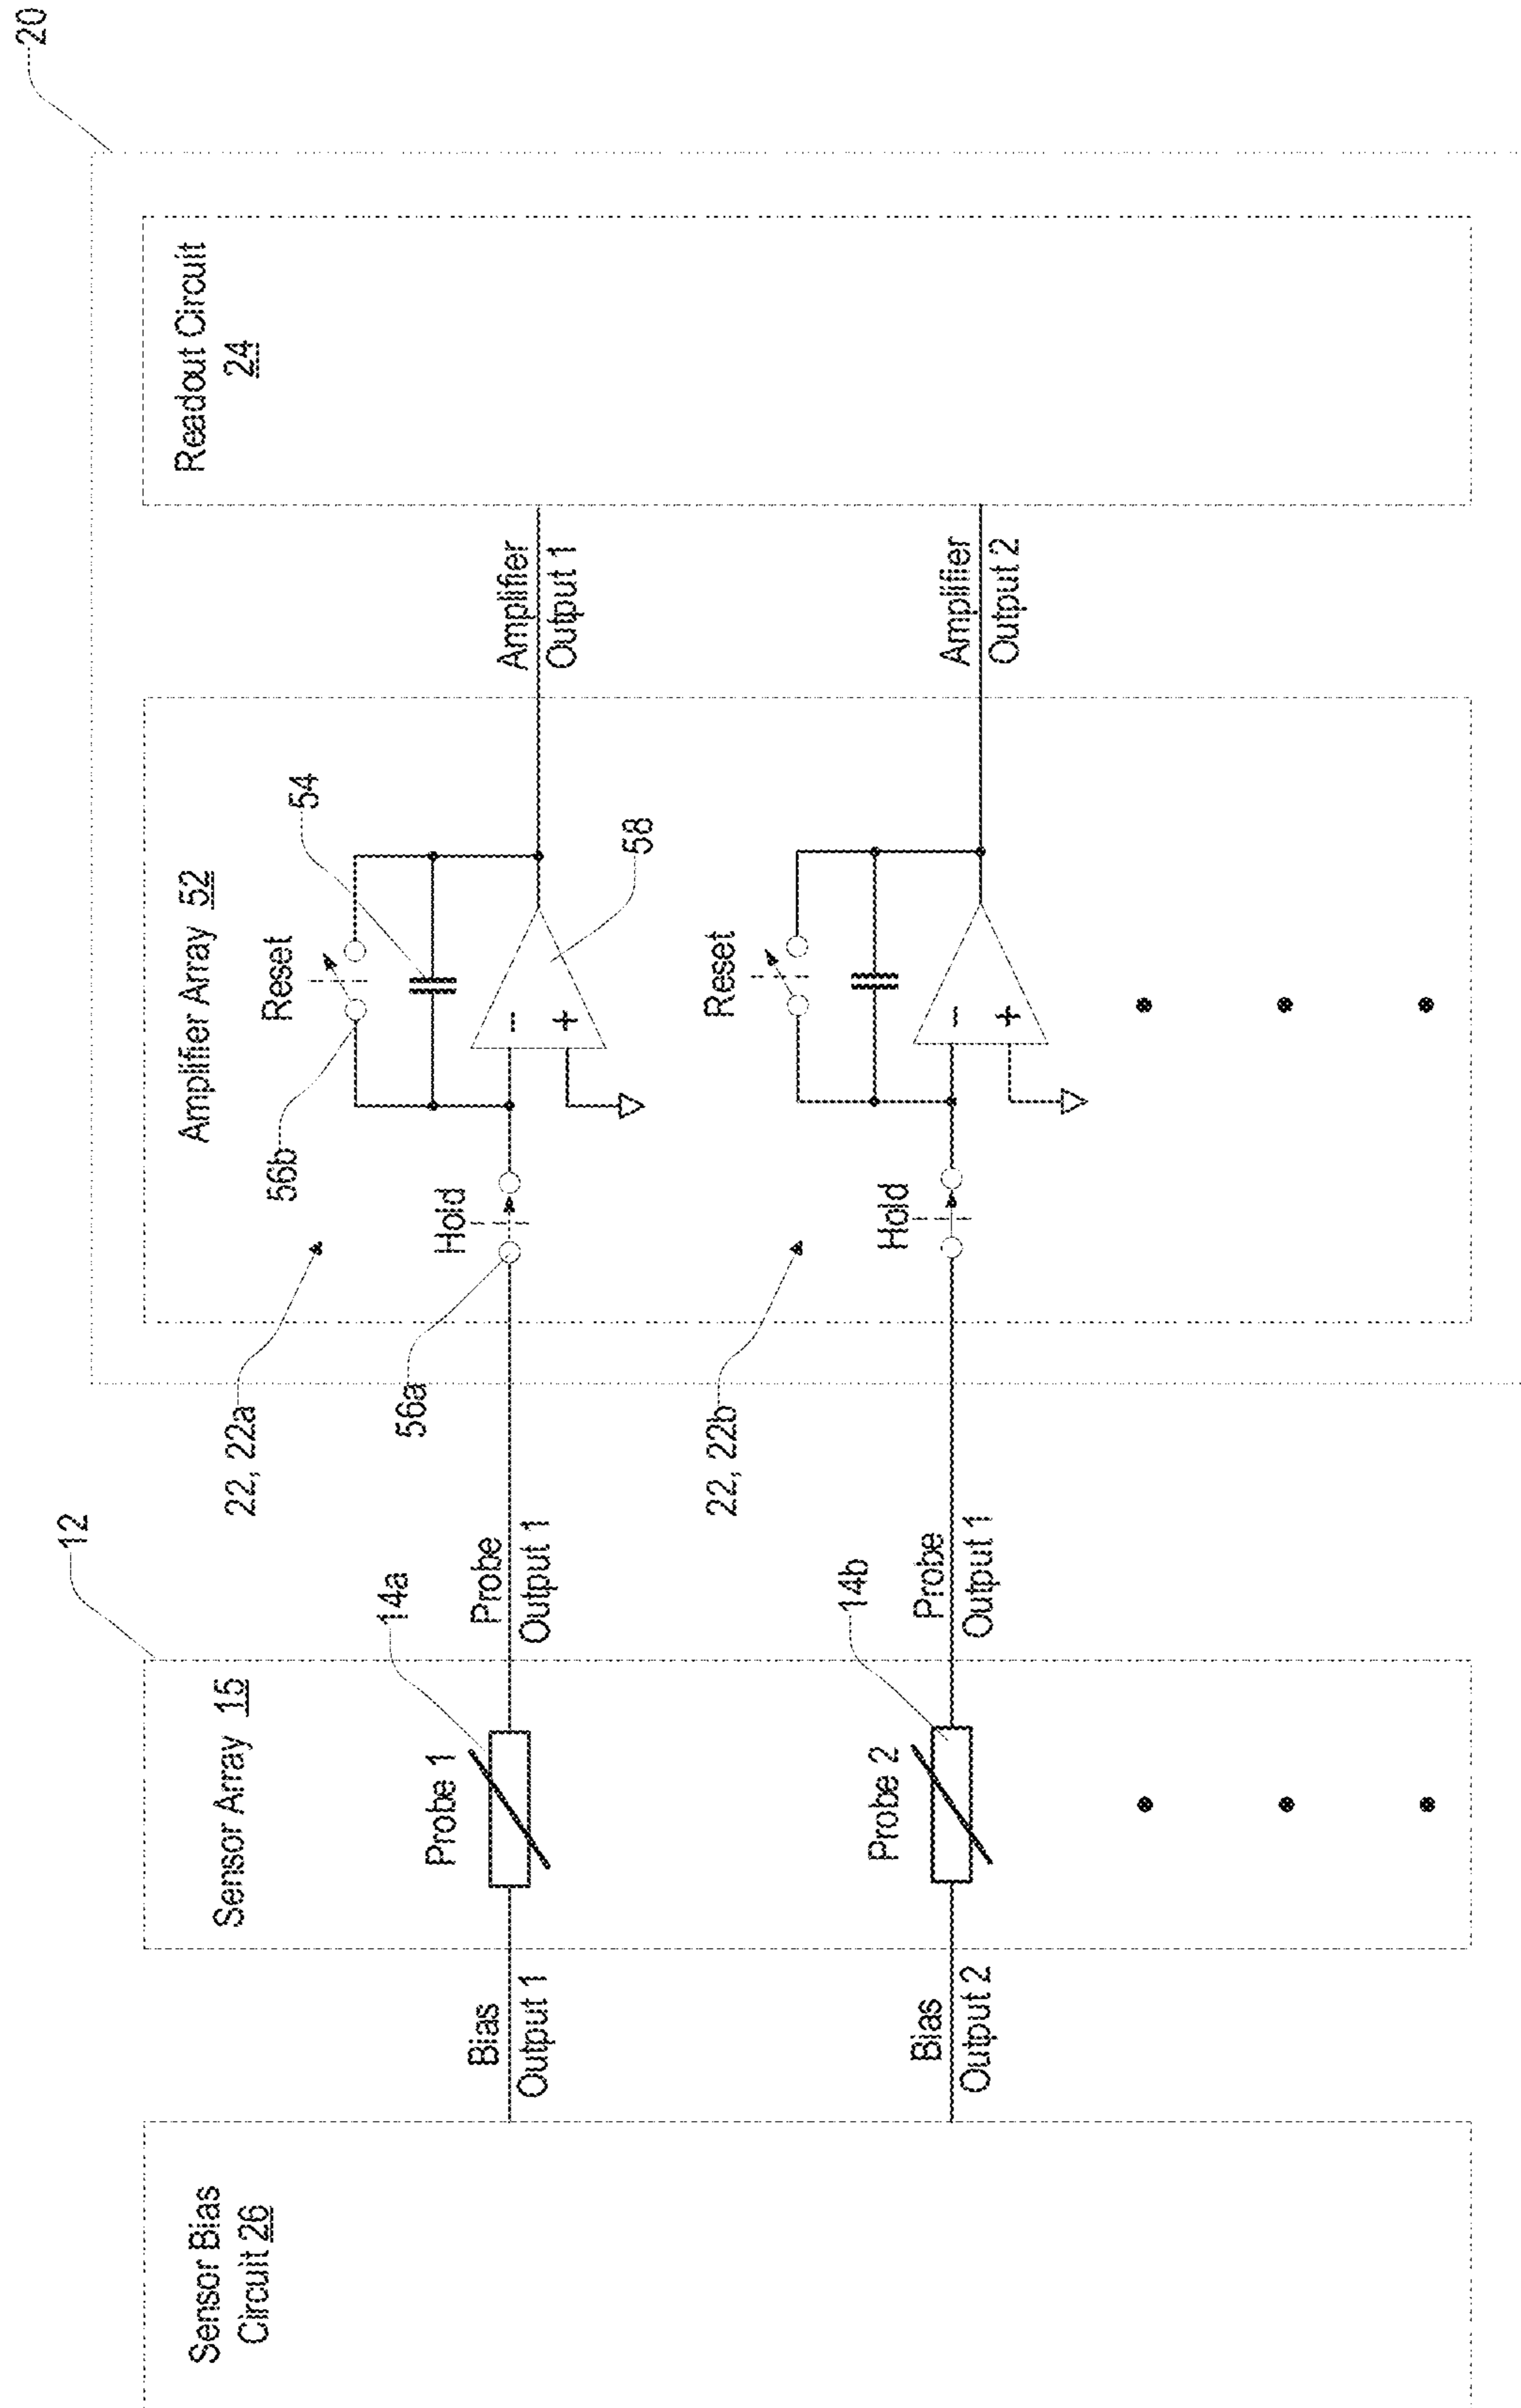 20
12
Sensor Bias
Circuit 26
Bias
Output 1
Bias
Output 2
Sensor Array 15
Probe 1
14a
Probe 2
14b
Probe
Output 1
Probe
Output 1
22, 22a
56a
22, 22b
Amplifier Array 52
56b
Reset
54
Hold
-
+
58
Reset
Hold
-
+
Amplifier
Output 1
Amplifier
Output 2
Readout Circuit
24